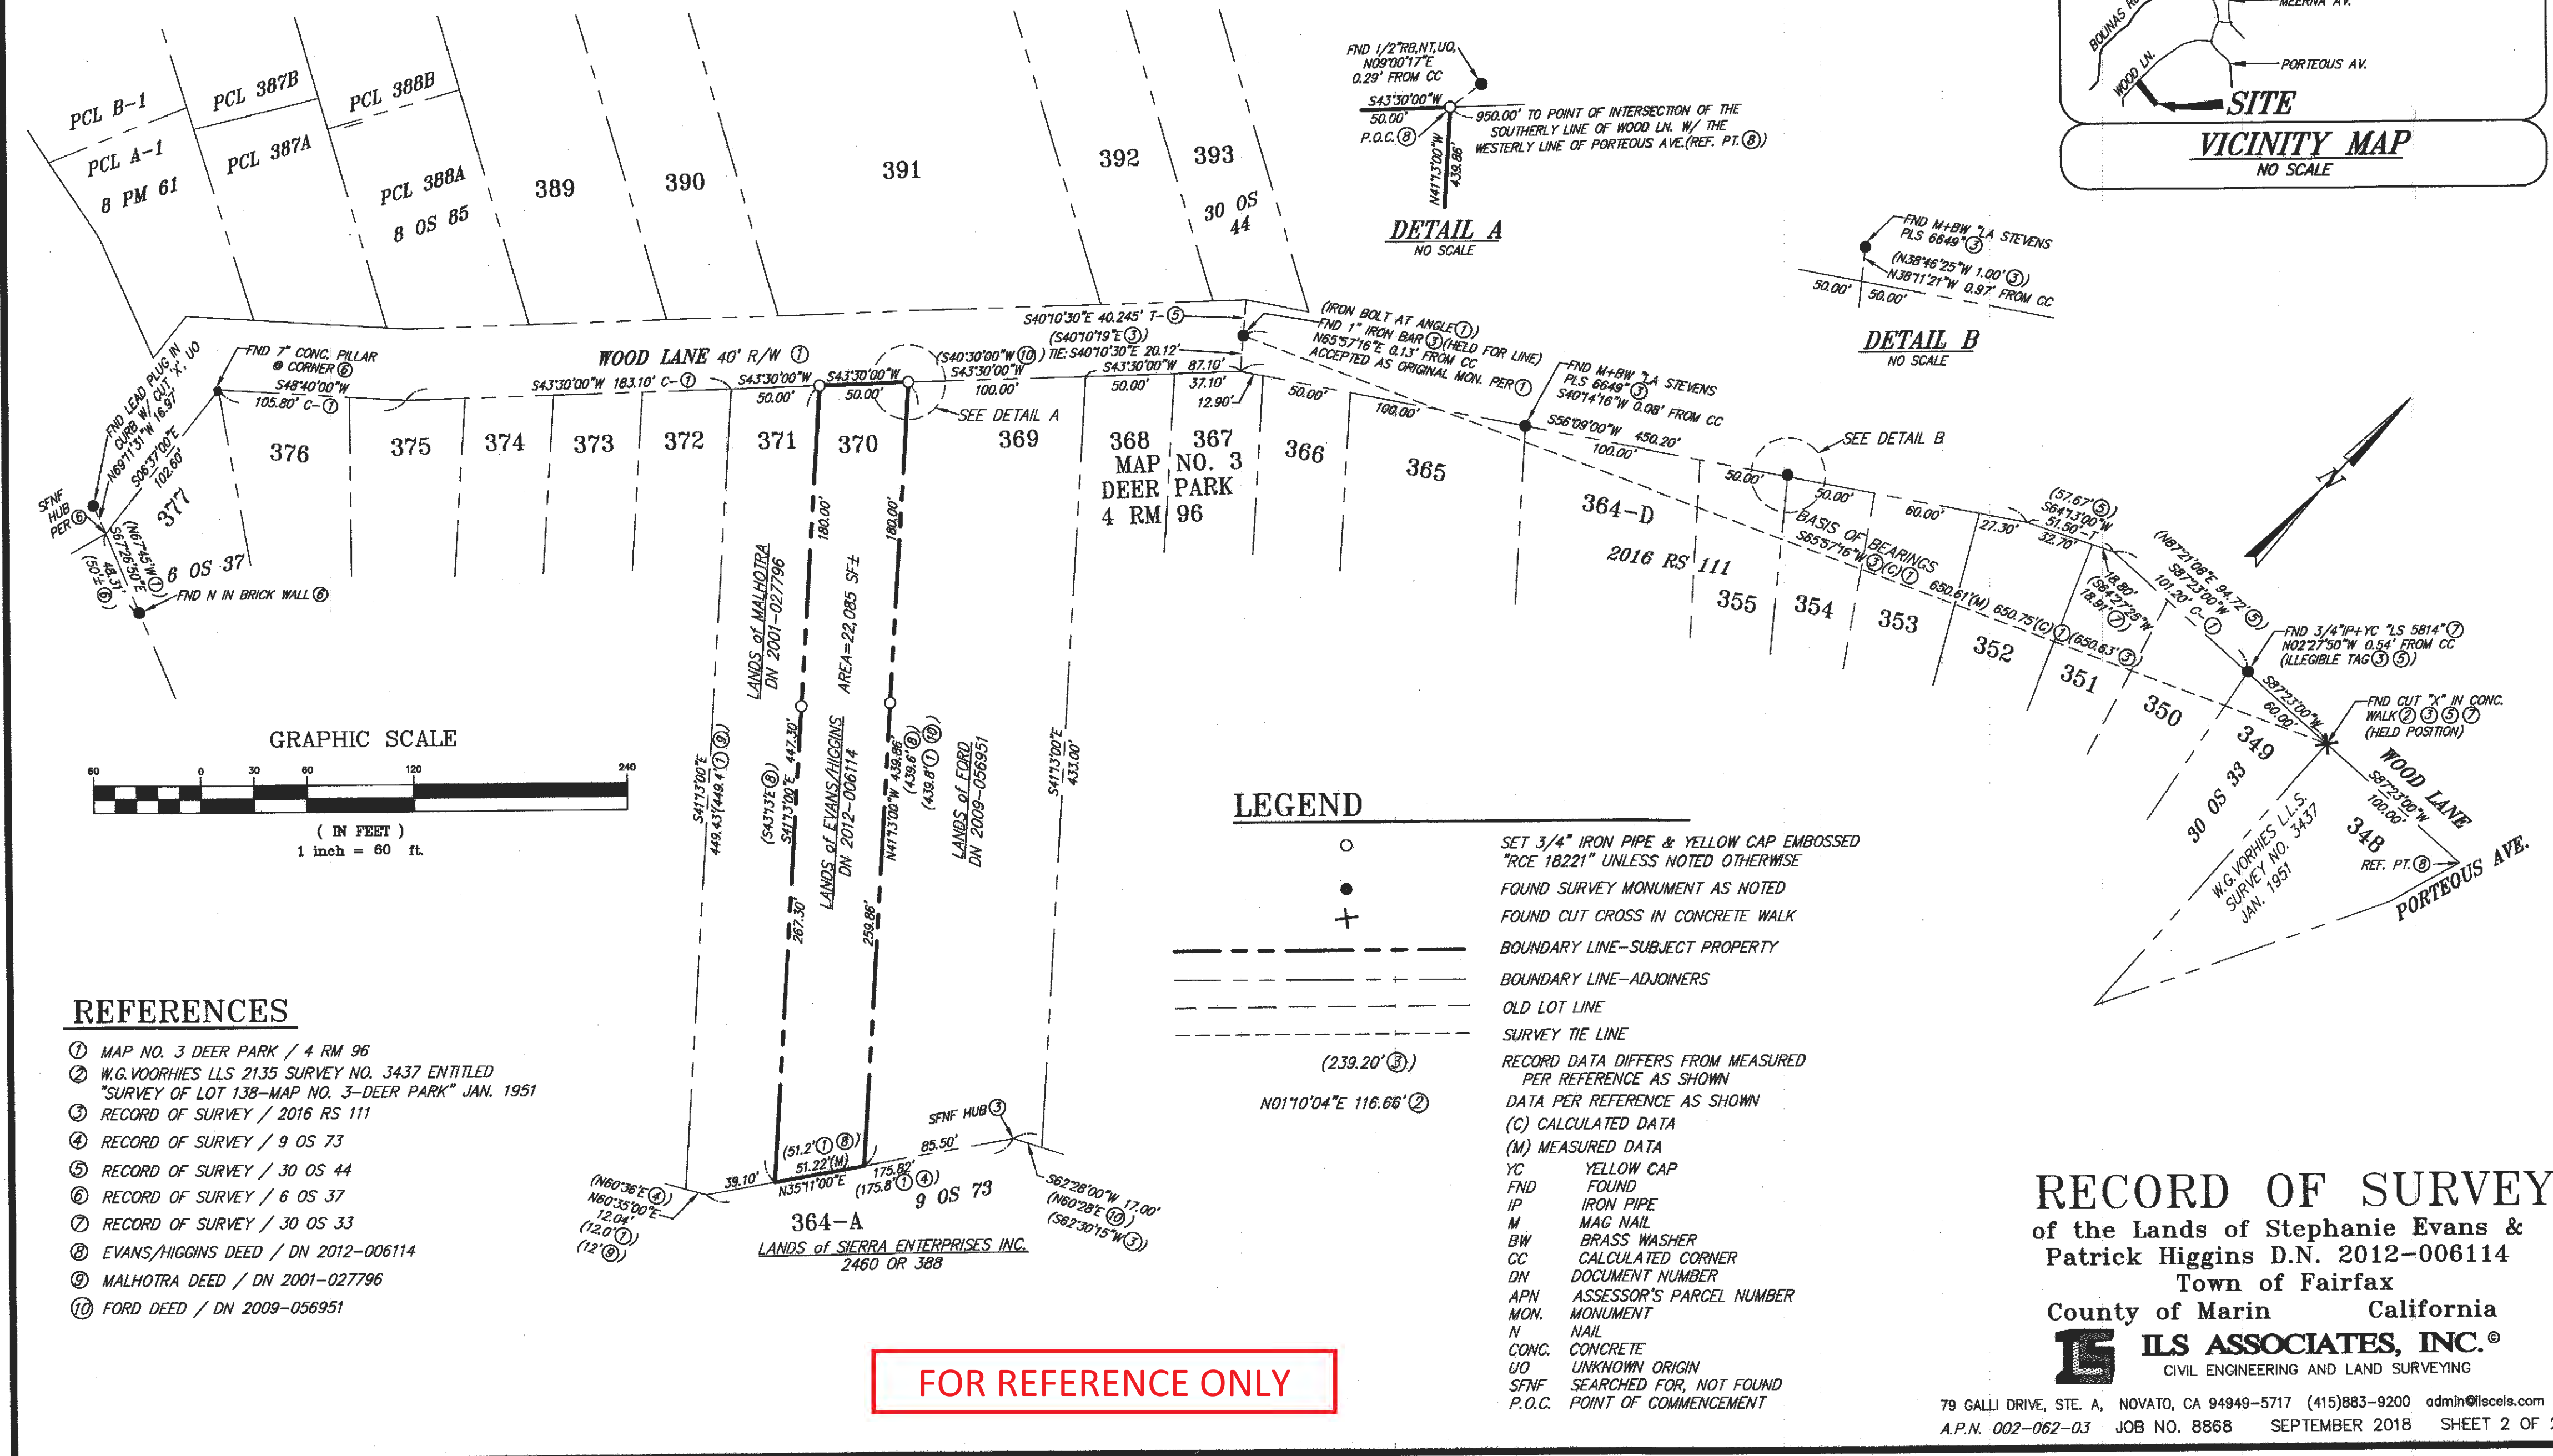 MEERNA AV.
BOLINAS R
WOOD LN.
PORTEOUS AV.
SITE
VICINITY MAP
NO SCALE
PCL B-1
PCL 387B
PCL 388B
PCL A-1
PCL 387A
PCL 388A
8 PM 61
8 OS 85
389
390
391
392
393
30 OS
44
FND 1/2"RB,NT,UO,
N09°00'17"E
0.29' FROM CC
S43°30'00"W
50.00'
P.O.C.⑧
950.00' TO POINT OF INTERSECTION OF THE
SOUTHERLY LINE OF WOOD LN. W/ THE
WESTERLY LINE OF PORTEOUS AVE.(REF. PT.⑧)
N41°13'00"W
439.86'
DETAIL A
NO SCALE
FND M+BW "LA STEVENS
PLS 6649"③
(N38°46'25"W 1.00'③)
N38°11'21"W 0.97' FROM CC
50.00'
50.00'
DETAIL B
NO SCALE
FND LEAD PLUG IN
CURB W/ CUT 'X', UO
N69°11'31"W 16.97'
FND 7" CONC. PILLAR
@ CORNER⑥
S48°40'00"W
105.80' C-①
S06°37'00"E
102.60'
WOOD LANE 40' R/W ①
S43°30'00"W 183.10' C-①
S43°30'00"W
50.00'
S43°30'00"W
50.00'
SEE DETAIL A
S40°10'30"E 40.245' T-⑤
(S40°10'19"E③)
(S40°30'00"W⑩) TIE: S40°10'30"E 20.12'
S43°30'00"W
100.00'
S43°30'00"W 87.10'
50.00'
37.10'
12.90'
(IRON BOLT AT ANGLE①)
FND 1" IRON BAR③(HELD FOR LINE)
N65°57'16"E 0.13' FROM CC
ACCEPTED AS ORIGINAL MON. PER①
50.00'
100.00'
FND M+BW "LA STEVENS
PLS 6649"③
S40°14'16"W 0.08' FROM CC
S56°09'00"W 450.20'
100.00'
SEE DETAIL B
50.00'
50.00'
60.00'
27.30'
(57.67'⑤)
S64°13'00"W
51.50'-T
32.70'
18.80'
(S64°27'25"W
18.91'⑦)
(N87°21'06"E 94.72'⑤)
S87°23'00"W
101.20' C-①
BASIS OF BEARINGS
S65°57'16"W③(C)① 650.61'(M) 650.75'(C)①(650.63'③)
FND 3/4"IP+YC "LS 5814"⑦
N02°27'50"W 0.54' FROM CC
(ILLEGIBLE TAG③⑤)
S87°23'00"W
60.00'
FND CUT "X" IN CONC.
WALK②③⑤⑦
(HELD POSITION)
WOOD LANE
S87°23'00"W
100.00'
REF. PT.⑧
PORTEOUS AVE.
W.G.VORHIES L.L.S.
SURVEY NO. 3437
JAN. 1951
N
SFNF
HUB
PER⑥
377
6 OS 37
(N67°45'W①)
S67°26'50"E
48.31'
(50'±⑥)
FND N IN BRICK WALL⑥
376
375
374
373
372
371
370
369
368
367
366
365
364-D
MAP NO. 3
DEER PARK
4 RM 96
2016 RS 111
355
354
353
352
351
350
349
30 OS 33
348
180.00'
180.00'
LANDS of MALHOTRA
DN 2001-027796
AREA=22,085 SF±
S41°13'00"E
449.43'(449.4'①⑨)
(S43°13'E⑧)
S41°13'00"E 447.30'
LANDS of EVANS/HIGGINS
DN 2012-006114
N41°13'00"W 439.86'
(439.6'⑧)
(439.8'①⑩)
LANDS of FORD
DN 2009-056951
S41°13'00"E
433.00'
267.30'
259.86'
(N60°36'E④)
N60°35'00"E
12.04'
(12.0'①)
(12'⑨)
39.10'
(51.2'①⑧)
51.22'(M)
N35°11'00"E
175.82'
(175.8'①④)
85.50'
SFNF HUB③
9 OS 73
S62°28'00"W 17.00'
(N60°28'E⑩)
(S62°30'15"W③)
364-A
LANDS of SIERRA ENTERPRISES INC.
2460 OR 388
GRAPHIC SCALE
60 0 30 60 120 240
( IN FEET )
1 inch = 60 ft.
REFERENCES
① MAP NO. 3 DEER PARK / 4 RM 96
② W.G.VOORHIES LLS 2135 SURVEY NO. 3437 ENTITLED
"SURVEY OF LOT 138-MAP NO. 3-DEER PARK" JAN. 1951
③ RECORD OF SURVEY / 2016 RS 111
④ RECORD OF SURVEY / 9 OS 73
⑤ RECORD OF SURVEY / 30 OS 44
⑥ RECORD OF SURVEY / 6 OS 37
⑦ RECORD OF SURVEY / 30 OS 33
⑧ EVANS/HIGGINS DEED / DN 2012-006114
⑨ MALHOTRA DEED / DN 2001-027796
⑩ FORD DEED / DN 2009-056951
LEGEND
SET 3/4" IRON PIPE & YELLOW CAP EMBOSSED
"RCE 18221" UNLESS NOTED OTHERWISE
FOUND SURVEY MONUMENT AS NOTED
FOUND CUT CROSS IN CONCRETE WALK
BOUNDARY LINE-SUBJECT PROPERTY
BOUNDARY LINE-ADJOINERS
OLD LOT LINE
SURVEY TIE LINE
(239.20'③) RECORD DATA DIFFERS FROM MEASURED
PER REFERENCE AS SHOWN
N01°10'04"E 116.66'② DATA PER REFERENCE AS SHOWN
(C) CALCULATED DATA
(M) MEASURED DATA
YC YELLOW CAP
FND FOUND
IP IRON PIPE
M MAG NAIL
BW BRASS WASHER
CC CALCULATED CORNER
DN DOCUMENT NUMBER
APN ASSESSOR'S PARCEL NUMBER
MON. MONUMENT
N NAIL
CONC. CONCRETE
UO UNKNOWN ORIGIN
SFNF SEARCHED FOR, NOT FOUND
P.O.C. POINT OF COMMENCEMENT
FOR REFERENCE ONLY
RECORD OF SURVEY
of the Lands of Stephanie Evans &
Patrick Higgins D.N. 2012-006114
Town of Fairfax
County of Marin California
ILS ASSOCIATES, INC.©
CIVIL ENGINEERING AND LAND SURVEYING
79 GALLI DRIVE, STE. A, NOVATO, CA 94949-5717 (415)883-9200 admin@ilscels.com
A.P.N. 002-062-03 JOB NO. 8868 SEPTEMBER 2018 SHEET 2 OF